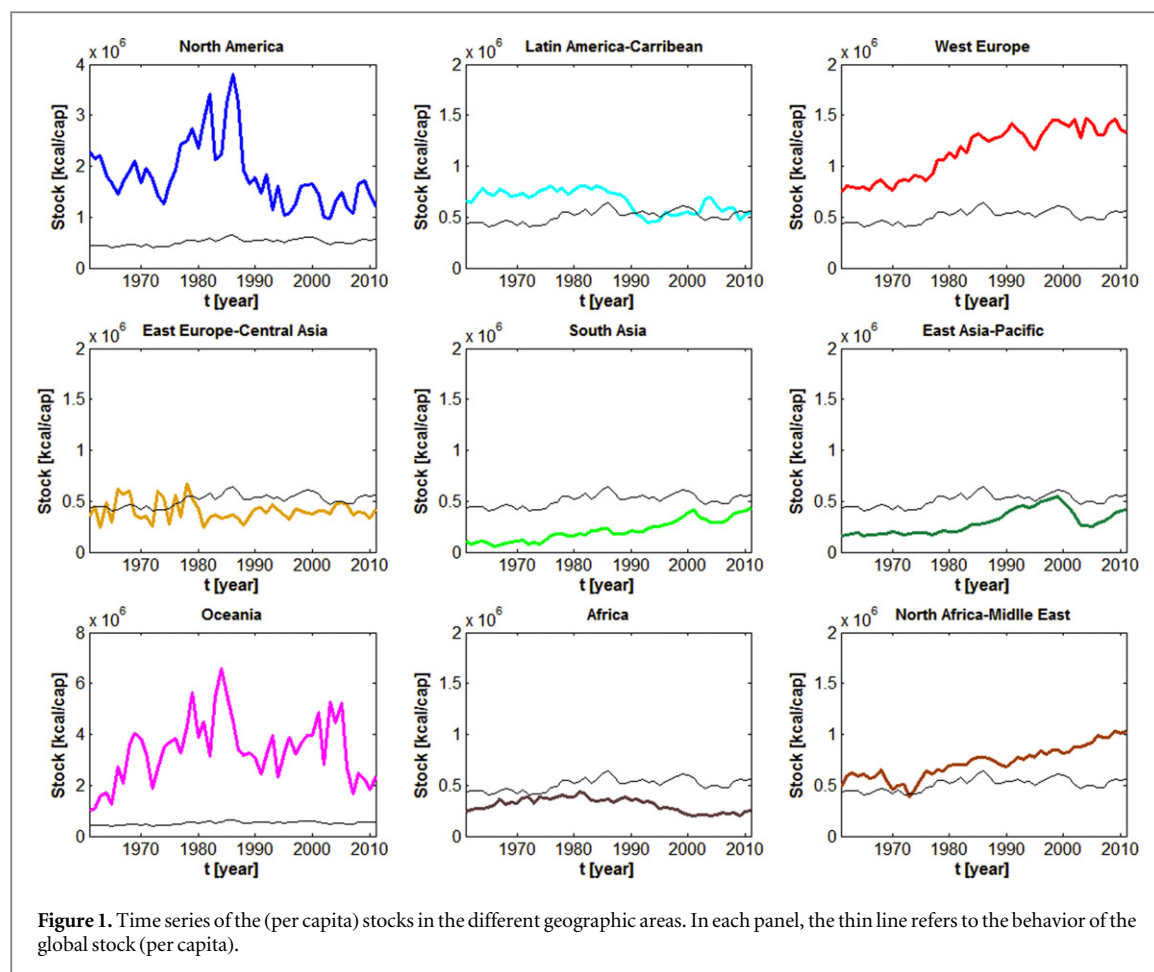 North America
x 10^6
4
3
2
1
0
Stock [kcal/cap]
1970 1980 1990 2000 2010
t [year]
Latin America-Carribean
x 10^6
2
1.5
1
0.5
0
Stock [kcal/cap]
1970 1980 1990 2000 2010
t [year]
West Europe
x 10^6
2
1.5
1
0.5
0
Stock [kcal/cap]
1970 1980 1990 2000 2010
t [year]
East Europe-Central Asia
x 10^6
2
1.5
1
0.5
0
Stock [kcal/cap]
1970 1980 1990 2000 2010
t [year]
South Asia
x 10^6
2
1.5
1
0.5
0
Stock [kcal/cap]
1970 1980 1990 2000 2010
t [year]
East Asia-Pacific
x 10^6
2
1.5
1
0.5
0
Stock [kcal/cap]
1970 1980 1990 2000 2010
t [year]
Oceania
x 10^6
8
6
4
2
0
Stock [kcal/cap]
1970 1980 1990 2000 2010
t [year]
Africa
x 10^6
2
1.5
1
0.5
0
Stock [kcal/cap]
1970 1980 1990 2000 2010
t [year]
North Africa-Midlle East
x 10^6
2
1.5
1
0.5
0
Stock [kcal/cap]
1970 1980 1990 2000 2010
t [year]
Figure 1. Time series of the (per capita) stocks in the different geographic areas. In each panel, the thin line refers to the behavior of the
global stock (per capita).